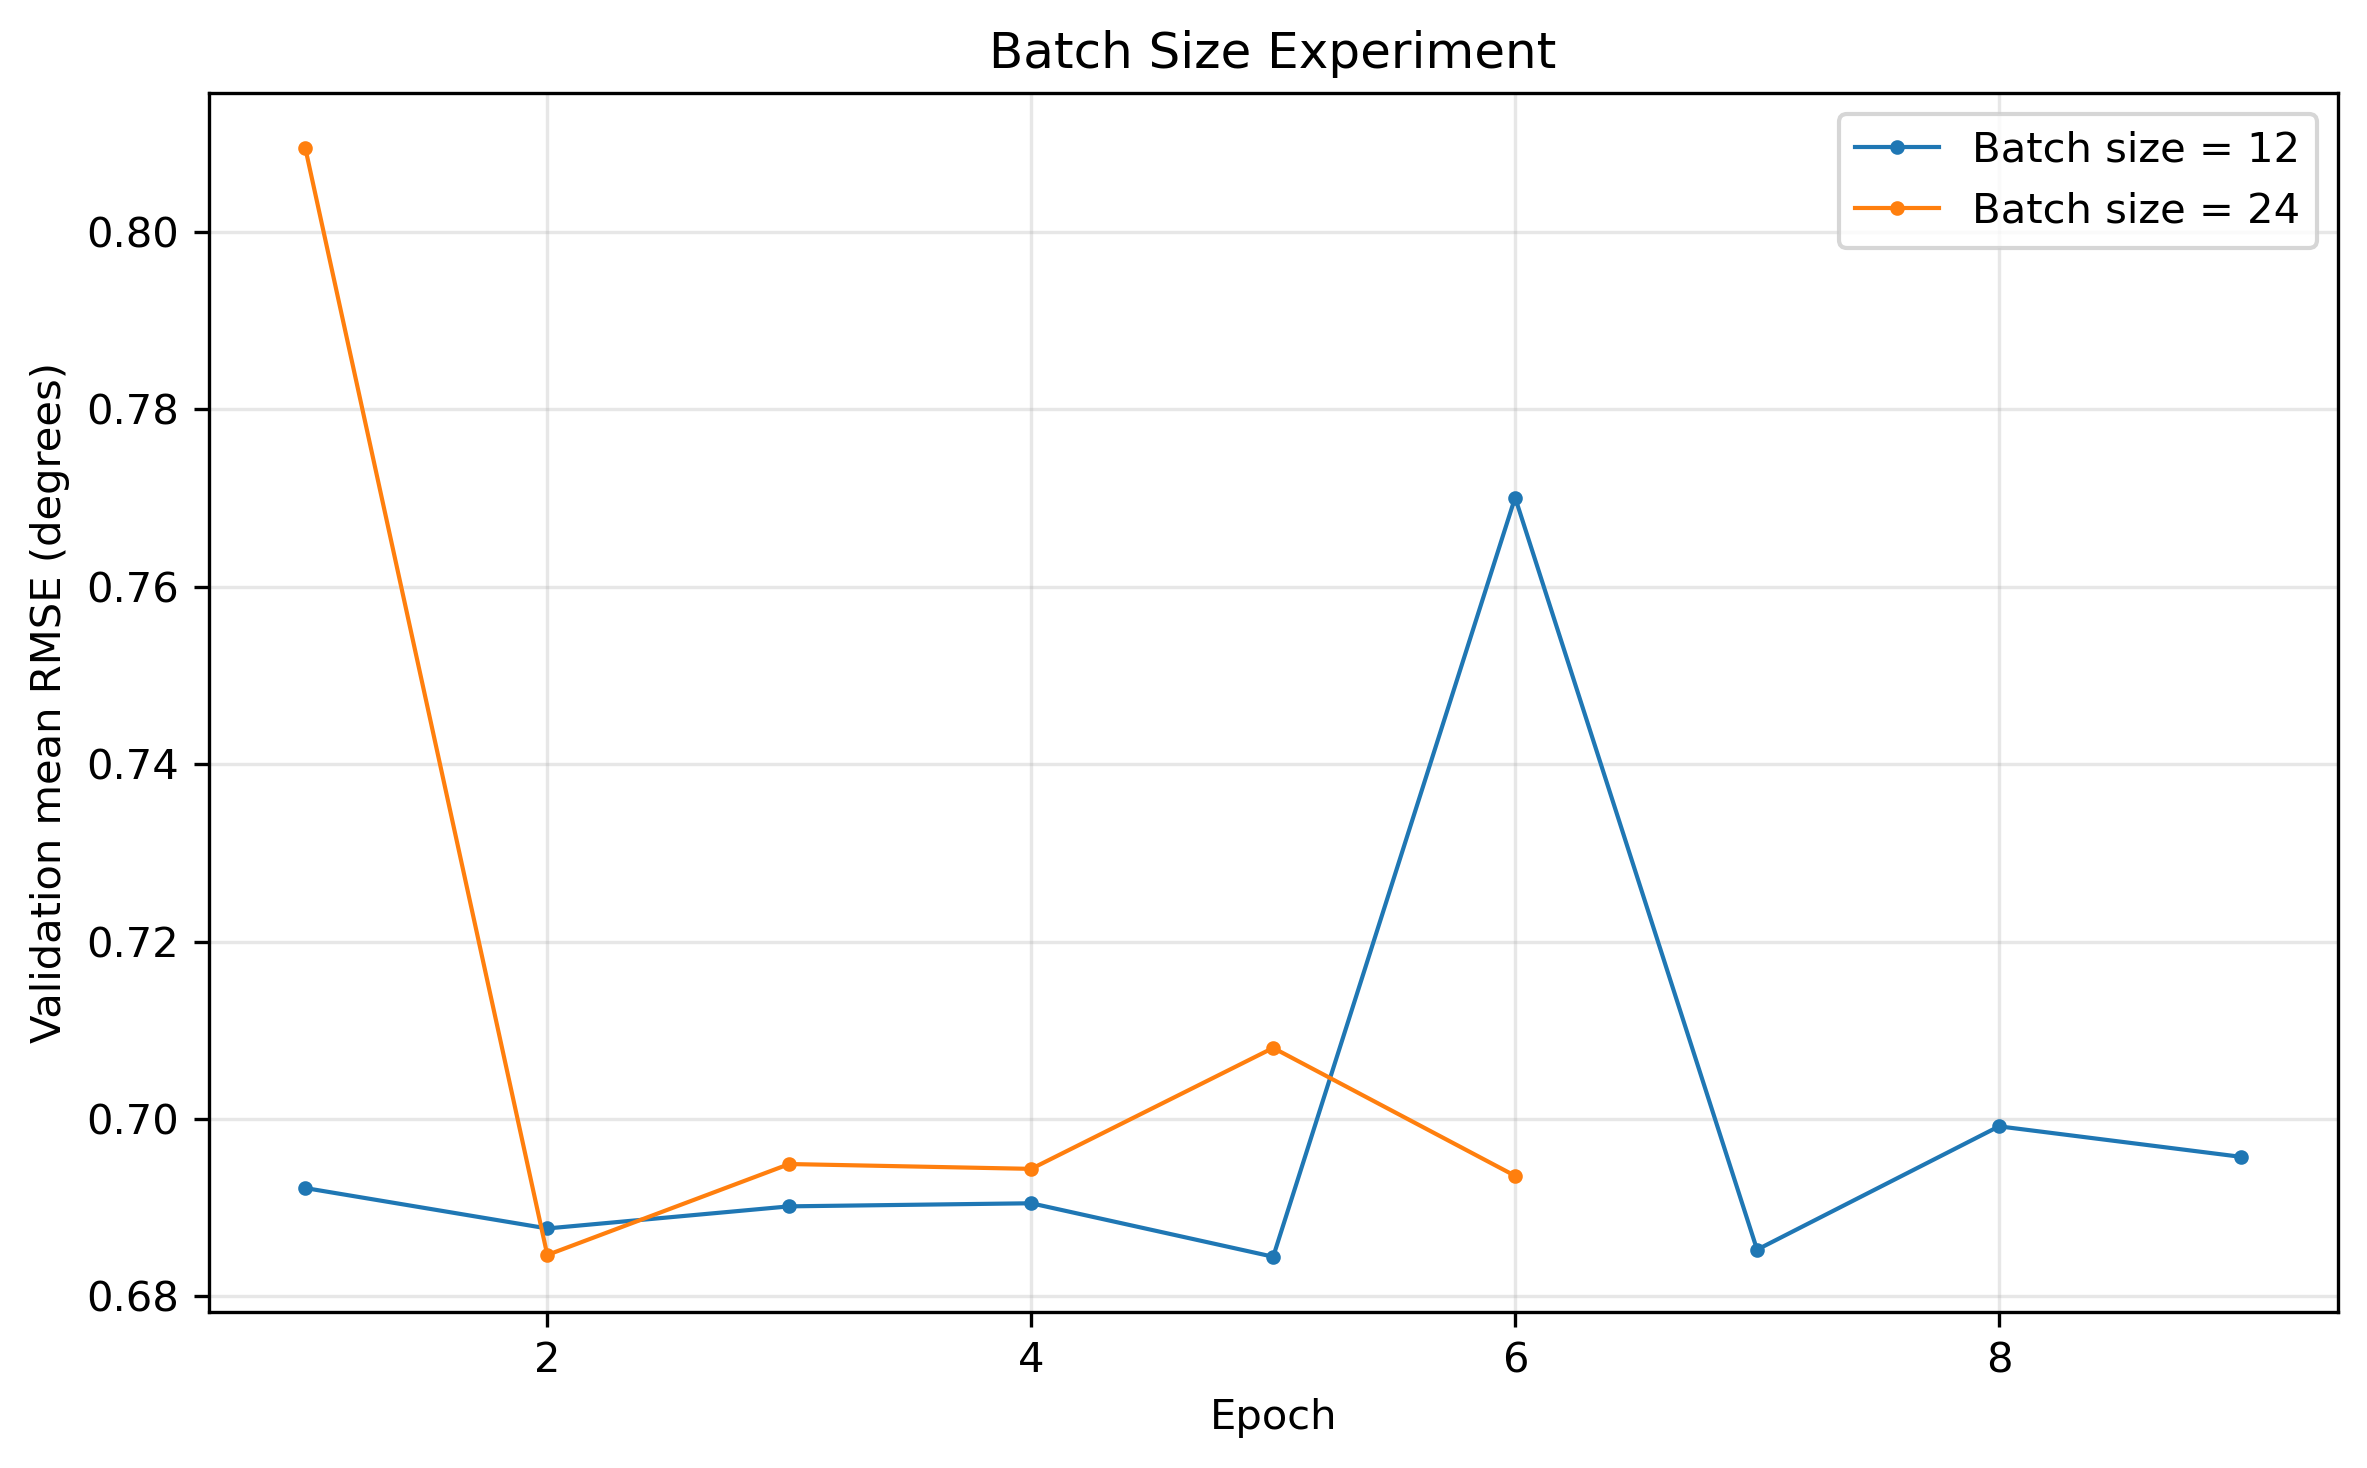 Batch Size Experiment
Batch size = 12
Batch size = 24
Validation mean RMSE (degrees)
0.80
0.78
0.76
0.74
0.72
0.70
0.68
2 4 6 8
Epoch